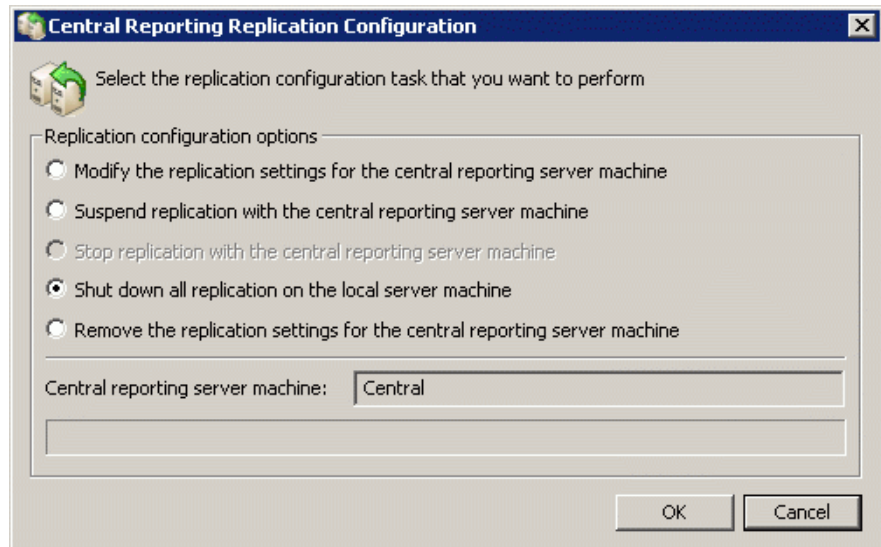 Central Reporting Replication Configuration
Select the replication configuration task that you want to perform
Replication configuration options
Modify the replication settings for the central reporting server machine
Suspend replication with the central reporting server machine
Stop replication with the central reporting server machine
Shut down all replication on the local server machine
Remove the replication settings for the central reporting server machine
Central reporting server machine: Central
OK Cancel